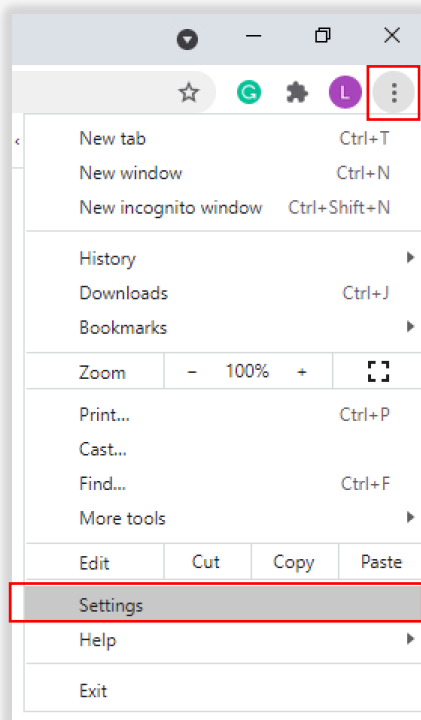 G
L
New tab Ctrl+T
New window Ctrl+N
New incognito window Ctrl+Shift+N
History
Downloads Ctrl+J
Bookmarks
Zoom - 100% +
Print... Ctrl+P
Cast...
Find... Ctrl+F
More tools
Edit Cut Copy Paste
Settings
Help
Exit